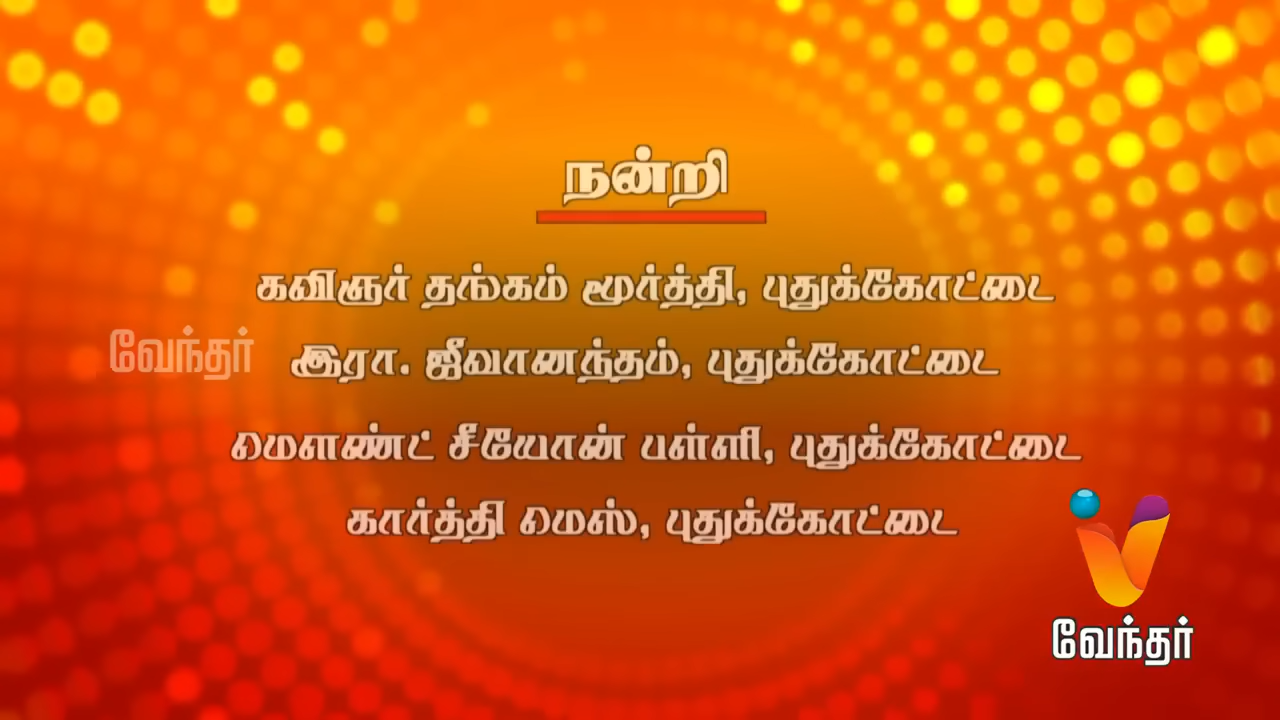 நன்றி
கவிஞர் தங்கம் மூர்த்தி, புதுக்கோட்டை
வேந்தர்
இரா. ஜீவானந்தம், புதுக்கோட்டை
மௌண்ட் சீயோன் பள்ளி, புதுக்கோட்டை
கார்த்தி மெஸ், புதுக்கோட்டை
வேந்தர்